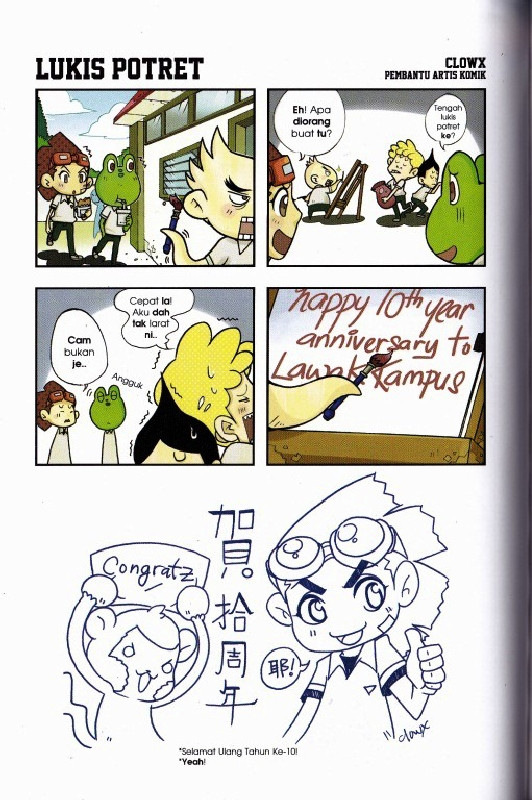 LUKIS POTRET
CLOWX
PEMBANTU ARTIS KOMIK
Eh! Apa
diorang
buat tu?
Tengah
lukis
potret
ke?
Cam
bukan
je..
Angguk
Cepat la!
Aku dah
tak larat
ni..
happy 10th year
anniversary to
Lawak Kampus
Congratz
賀
拾
周
年
耶!
clowx
*Selamat Ulang Tahun Ke-10!
*Yeah!